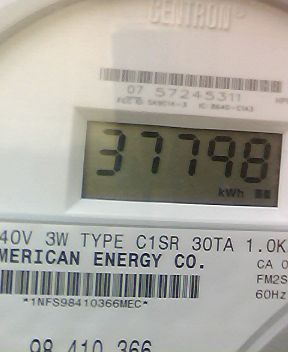 CENTRON®
07 57245311
37798
kWh
40V 3W TYPE C1SR 30TA 1.0K
MERICAN ENERGY CO.
CA 0
FM2S
60Hz
*1NFS98410366MEC*
98 410 366